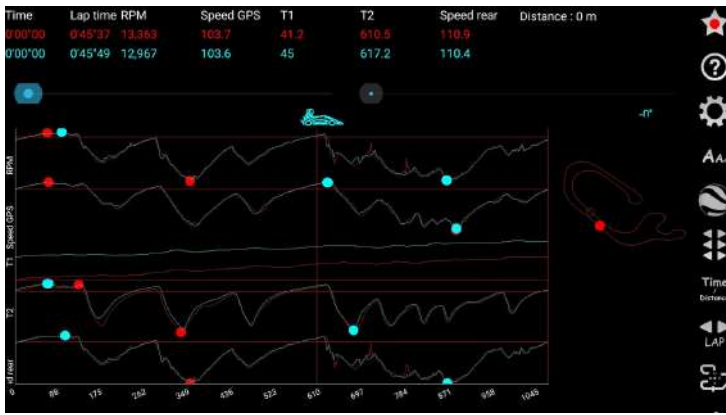 Time Lap time RPM Speed GPS T1 T2 Speed rear Distance : 0 m
0'00"00 0'45"37 13,363 103.7 41.2 610.5 110.9
0'00"00 0'45"49 12,967 103.6 45 617.2 110.4
-n°
RPM
Speed GPS
T1
T2
d rear
0 88 175 262 349 436 523 610 697 784 871 958 1045
?
AAA
Time
/
Distance
LAP